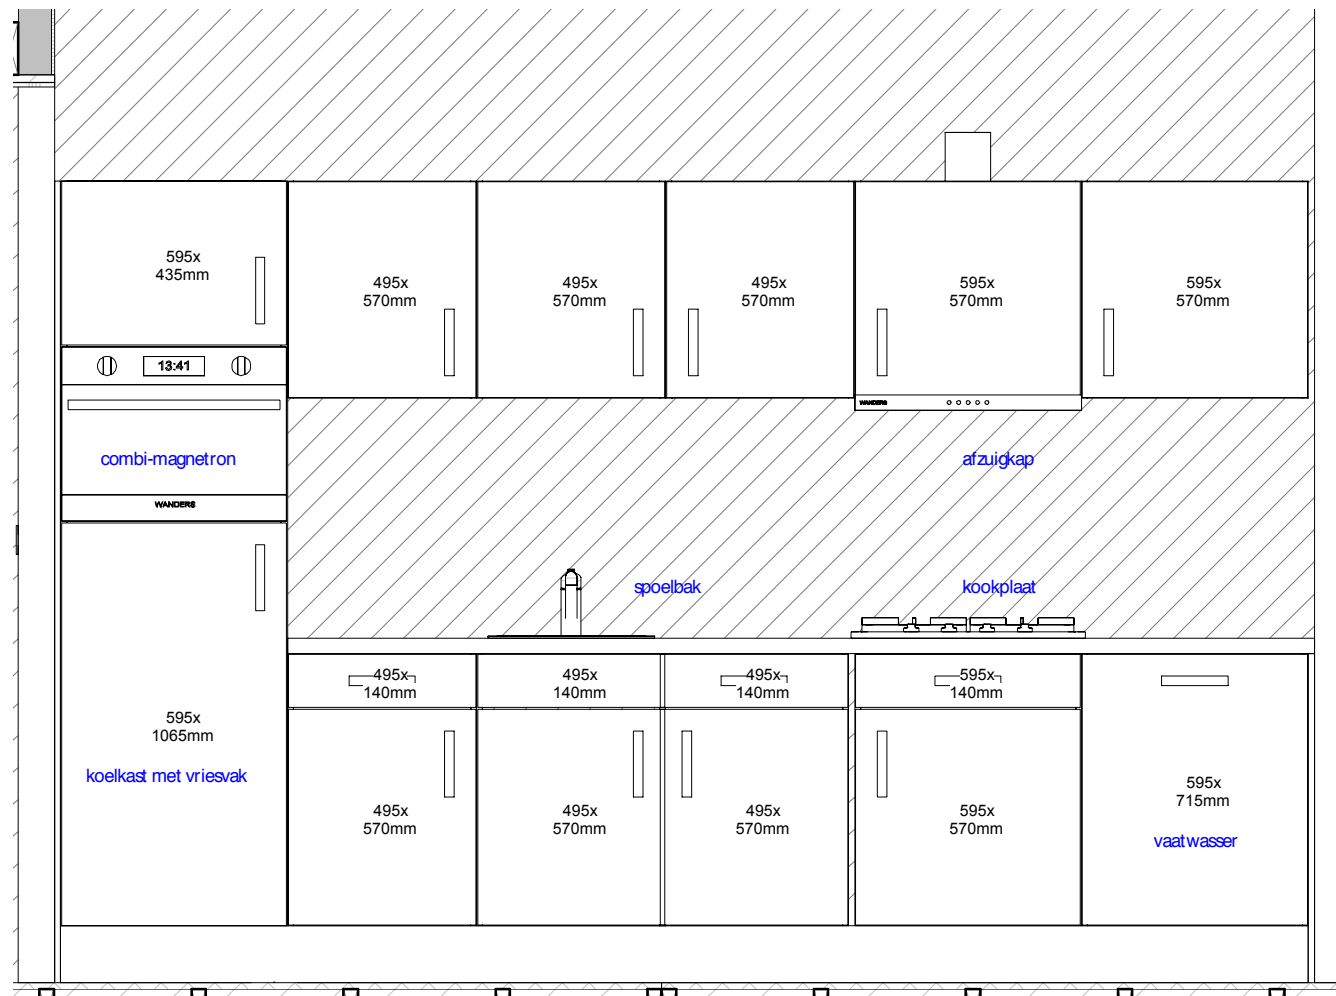 595x
435mm
495x
570mm
495x
570mm
495x
570mm
595x
570mm
595x
570mm
13:41
WANDERS
combi-magnetron
afzuigkap
WANDERS
spoelbak
kookplaat
495x
140mm
495x
140mm
495x
140mm
595x
140mm
595x
1065mm
koelkast met vriesvak
495x
570mm
495x
570mm
495x
570mm
595x
570mm
595x
715mm
vaatwasser